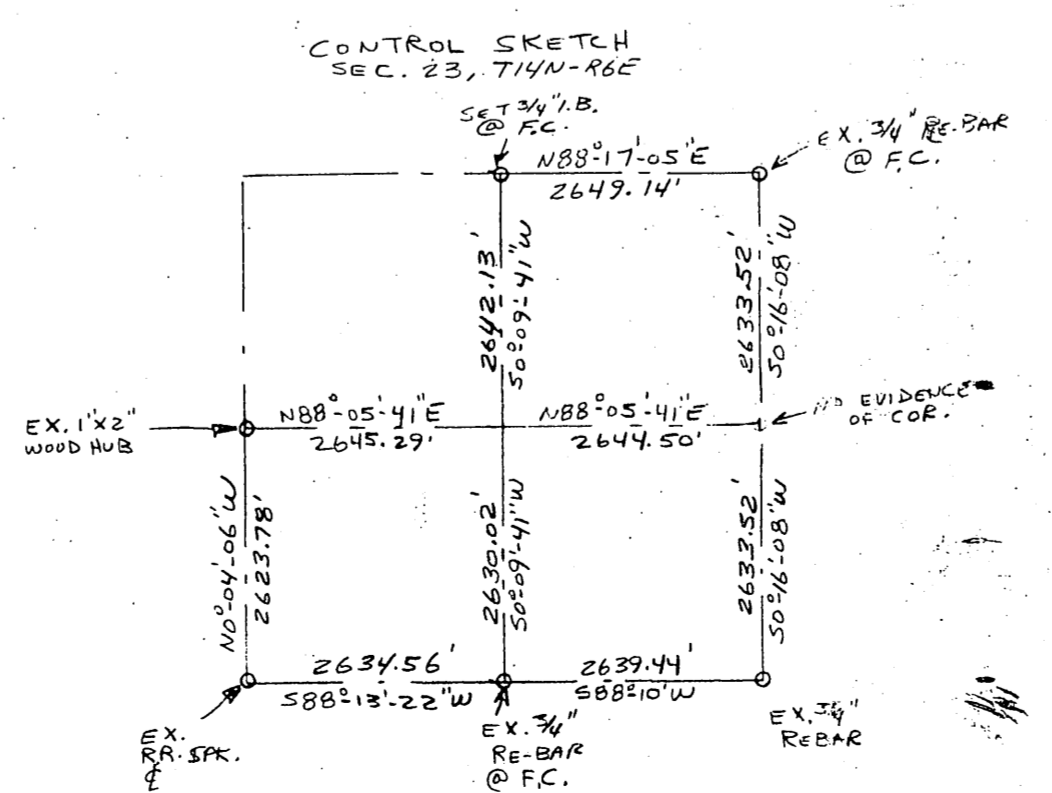 CONTROL SKETCH
SEC. 23, T14N-R6E
SET 3/4" I.B.
@ F.C.
EX. 3/4" RE-BAR
@ F.C.
N88°-17'-05"E
2649.14'
2642.13'
S0°-09'-41"W
2633.52'
S0°-16'-08"W
EX. 1"X2"
WOOD HUB
N88°-05'-41"E
2645.29'
N88°-05'-41"E
2644.50'
NO EVIDENCE
OF COR.
N0°-04'-06"W
2623.78'
2630.02'
S0°-09'-41"W
2633.52'
S0°-16'-08"W
2634.56'
S88°-13'-22"W
2639.44'
S88°-10'W
EX.
RR. SPK.
℄
EX. 3/4"
RE-BAR
@ F.C.
EX. 3/4"
REBAR